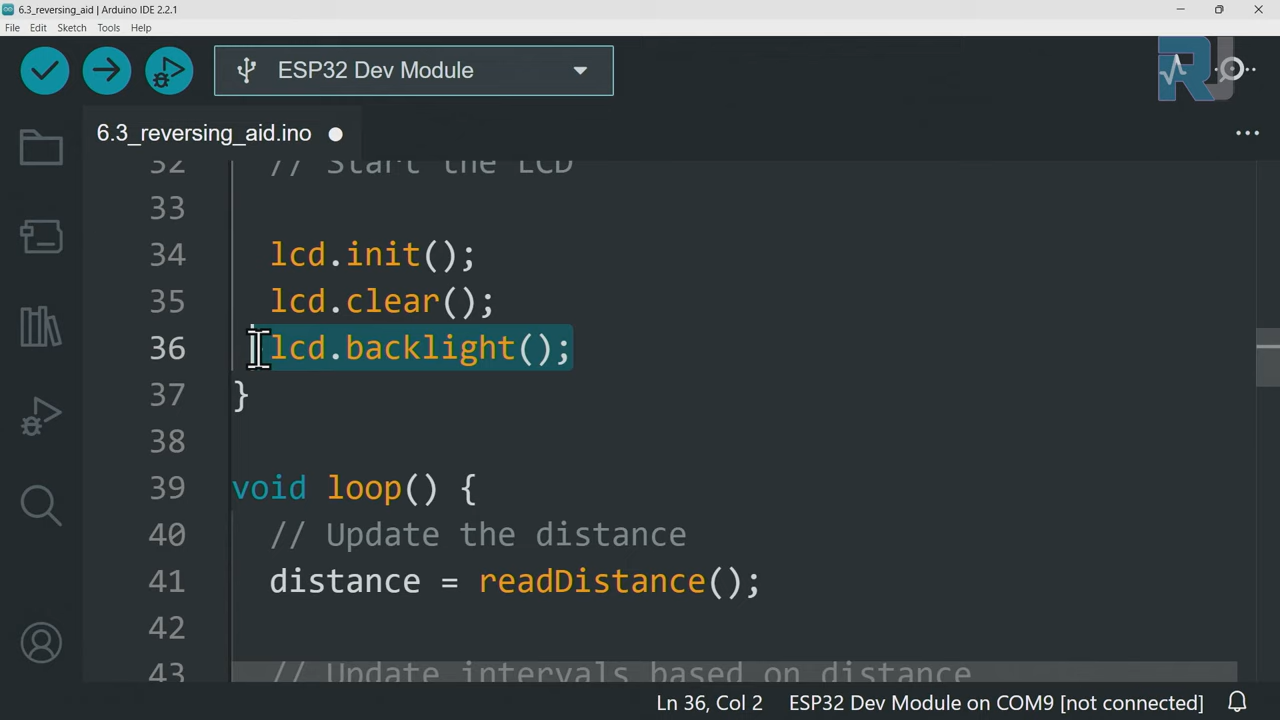 6.3_reversing_aid | Arduino IDE 2.2.1
File Edit Sketch Tools Help
ESP32 Dev Module
RJ
6.3_reversing_aid.ino
32 // Start the LCD
33
34 lcd.init();
35 lcd.clear();
36 lcd.backlight();
37 }
38
39 void loop() {
40 // Update the distance
41 distance = readDistance();
42
43 // Update intervals based on distance
Ln 36, Col 2 ESP32 Dev Module on COM9 [not connected]